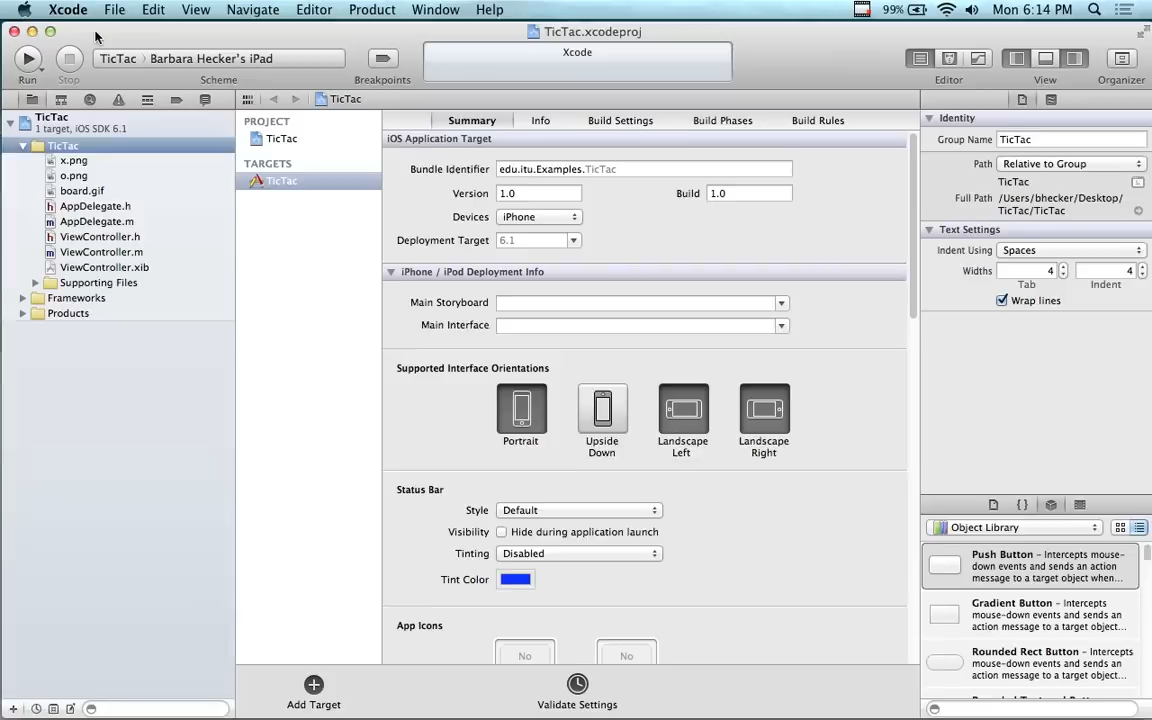 Xcode File Edit View Navigate Editor Product Window Help 99% Mon 6:14 PM
TicTac.xcodeproj
TicTac Barbara Hecker's iPad
Xcode
Run Stop Scheme Breakpoints Editor View Organizer
TicTac
TicTac
1 target, iOS SDK 6.1
TicTac
x.png
o.png
board.gif
h AppDelegate.h
m AppDelegate.m
h ViewController.h
m ViewController.m
ViewController.xib
Supporting Files
Frameworks
Products
PROJECT
TicTac
TARGETS
TicTac
Summary Info Build Settings Build Phases Build Rules
iOS Application Target
Bundle Identifier edu.itu.Examples.TicTac
Version 1.0 Build 1.0
Devices iPhone
Deployment Target 6.1
iPhone / iPod Deployment Info
Main Storyboard
Main Interface
Supported Interface Orientations
Portrait
Upside
Down
Landscape
Left
Landscape
Right
Status Bar
Style Default
Visibility Hide during application launch
Tinting Disabled
Tint Color
App Icons
No No
Add Target Validate Settings
Identity
Group Name TicTac
Path Relative to Group
TicTac
Full Path /Users/bhecker/Desktop/
TicTac/TicTac
Text Settings
Indent Using Spaces
Widths 4 4
Tab Indent
Wrap lines
{ }
Object Library
Push Button – Intercepts mouse-
down events and sends an action
message to a target object when...
Gradient Button – Intercepts
mouse-down events and sends an
action message to a target object...
Rounded Rect Button – Intercepts
mouse-down events and sends an
action message to a target object...